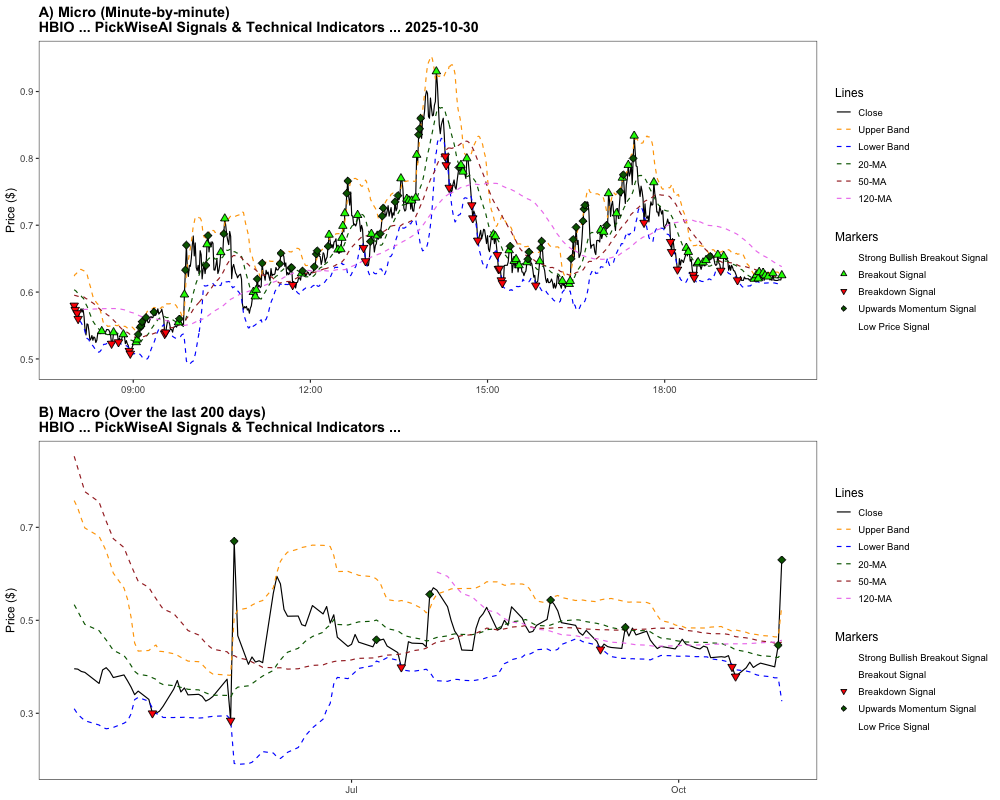 A) Micro (Minute-by-minute)
HBIO ... PickWiseAI Signals & Technical Indicators ... 2025-10-30
Price ($)
0.9
0.8
0.7
0.6
0.5
09:00
12:00
15:00
18:00
Lines
Close
Upper Band
Lower Band
20-MA
50-MA
120-MA
Markers
Strong Bullish Breakout Signal
Breakout Signal
Breakdown Signal
Upwards Momentum Signal
Low Price Signal
B) Macro (Over the last 200 days)
HBIO ... PickWiseAI Signals & Technical Indicators ...
Price ($)
0.7
0.5
0.3
Jul
Oct
Lines
Close
Upper Band
Lower Band
20-MA
50-MA
120-MA
Markers
Strong Bullish Breakout Signal
Breakout Signal
Breakdown Signal
Upwards Momentum Signal
Low Price Signal